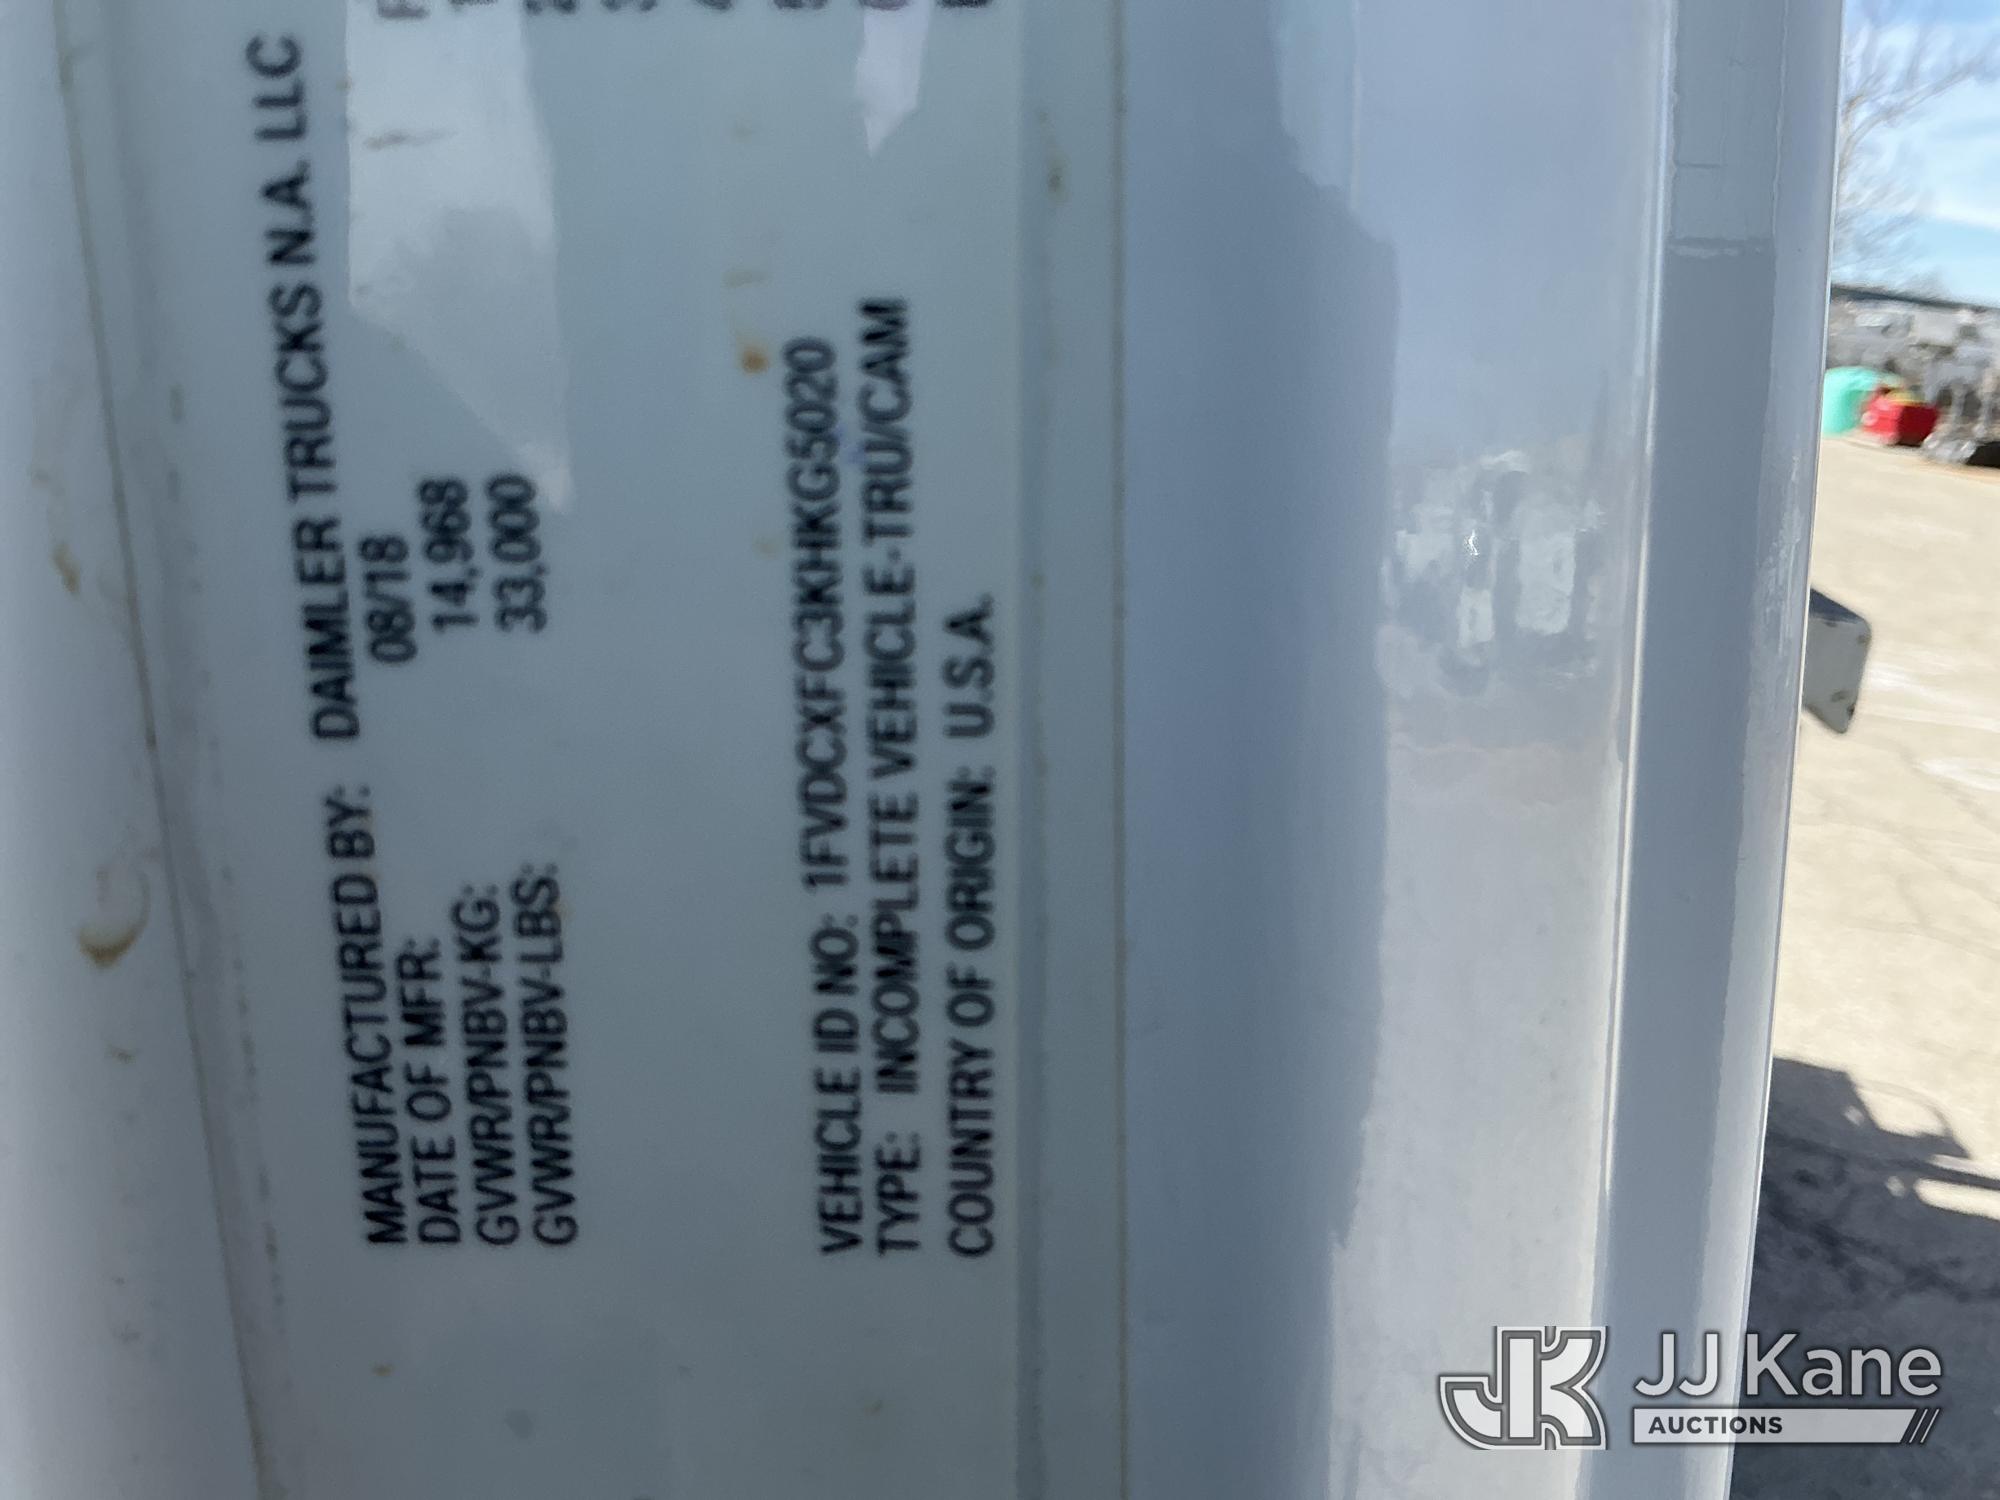 MANUFACTURED BY: DAIMLER TRUCKS N.A. LLC
DATE OF MFR: 08/18
GVWR/PNBV-KG: 14,968
GVWR/PNBV-LBS: 33,000
VEHICLE ID NO: 1FVDCXFC3KHKG5020
TYPE: INCOMPLETE VEHICLE-TRU/CAM
COUNTRY OF ORIGIN: U.S.A.
JK JJ Kane
AUCTIONS